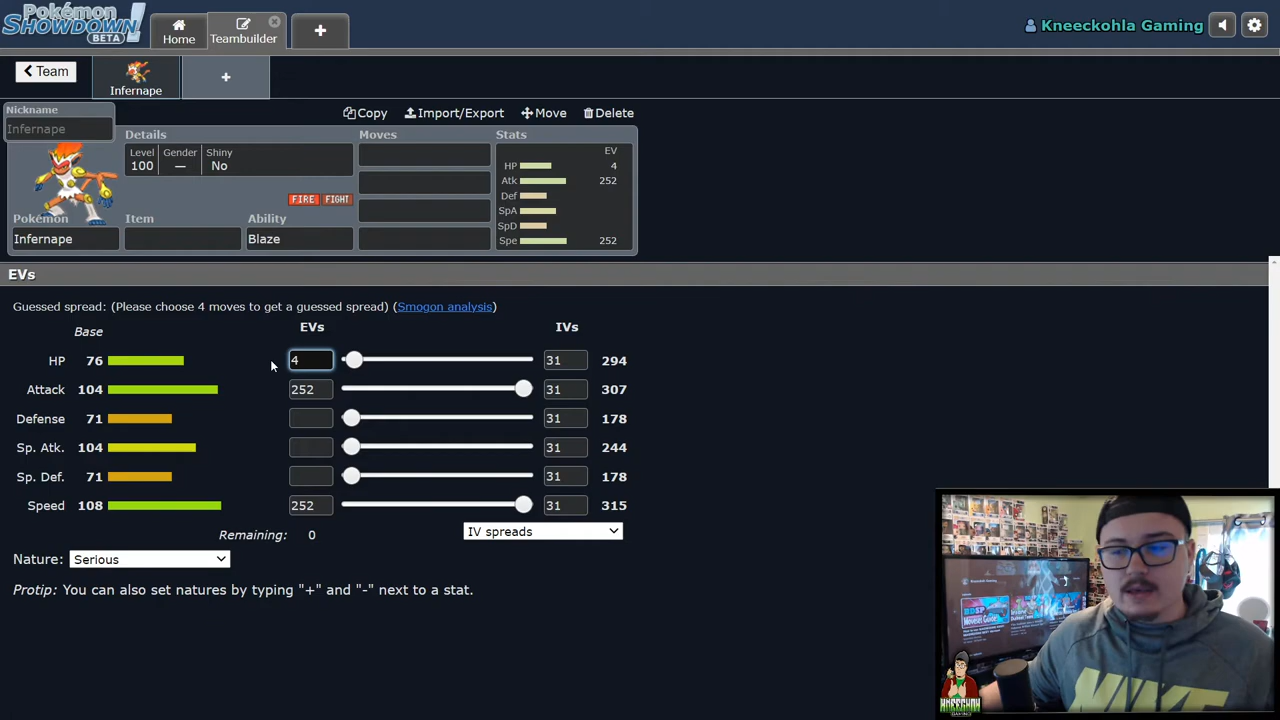 Pokémon
SHOWDOWN!
BETA
Home
Teambuilder
+
Kneeckohla Gaming
Team
Infernape
+
Copy Import/Export Move Delete
Nickname
Infernape
Details
Level Gender Shiny
100 — No
FIRE FIGHT
Pokémon Item Ability
Infernape Blaze
Moves
Stats
EV
HP 4
Atk 252
Def
SpA
SpD
Spe 252
EVs
Guessed spread: (Please choose 4 moves to get a guessed spread) (Smogon analysis)
Base EVs IVs
HP 76 4 31 294
Attack 104 252 31 307
Defense 71 31 178
Sp. Atk. 104 31 244
Sp. Def. 71 31 178
Speed 108 252 31 315
Remaining: 0 IV spreads
Nature: Serious
Protip: You can also set natures by typing "+" and "-" next to a stat.
BDSP